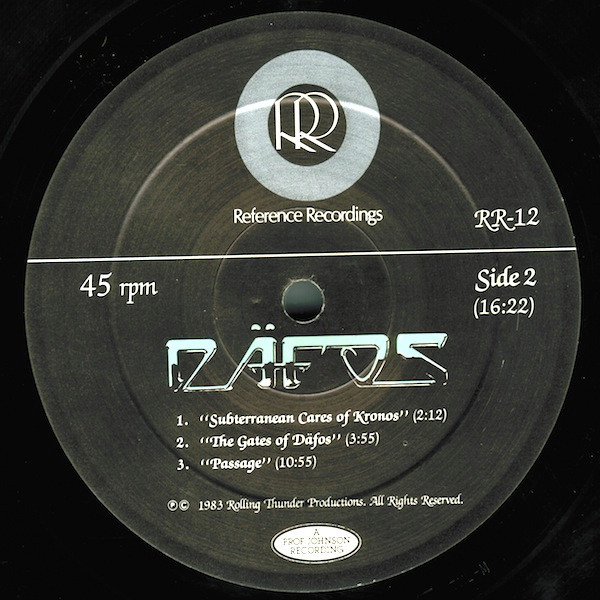 RR
Reference Recordings
RR-12
45 rpm
Side 2
(16:22)
DÄFOS
1. "Subterranean Cares of Kronos" (2:12)
2. "The Gates of Däfos" (3:55)
3. "Passage" (10:55)
℗© 1983 Rolling Thunder Productions. All Rights Reserved.
A
PROF. JOHNSON
RECORDING